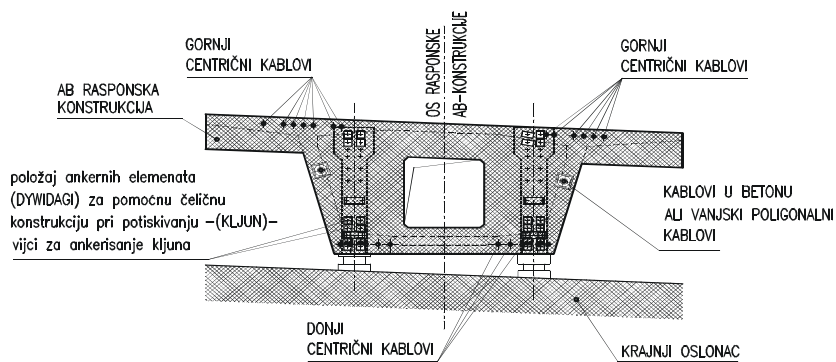 GORNJI
CENTRIČNI KABLOVI
OS RASPONSKE
AB-KONSTRUKCIJE
GORNJI
CENTRIČNI KABLOVI
AB RASPONSKA
KONSTRUKCIJA
položaj ankernih elemenata
(DYWIDAGI) za pomoćnu čeličnu
konstrukciju pri potiskivanju –(KLJUN)–
vijci za ankerisanje kljuna
KABLOVI U BETONU
ALI VANJSKI POLIGONALNI
KABLOVI
DONJI
CENTRIČNI KABLOVI
KRAJNJI OSLONAC